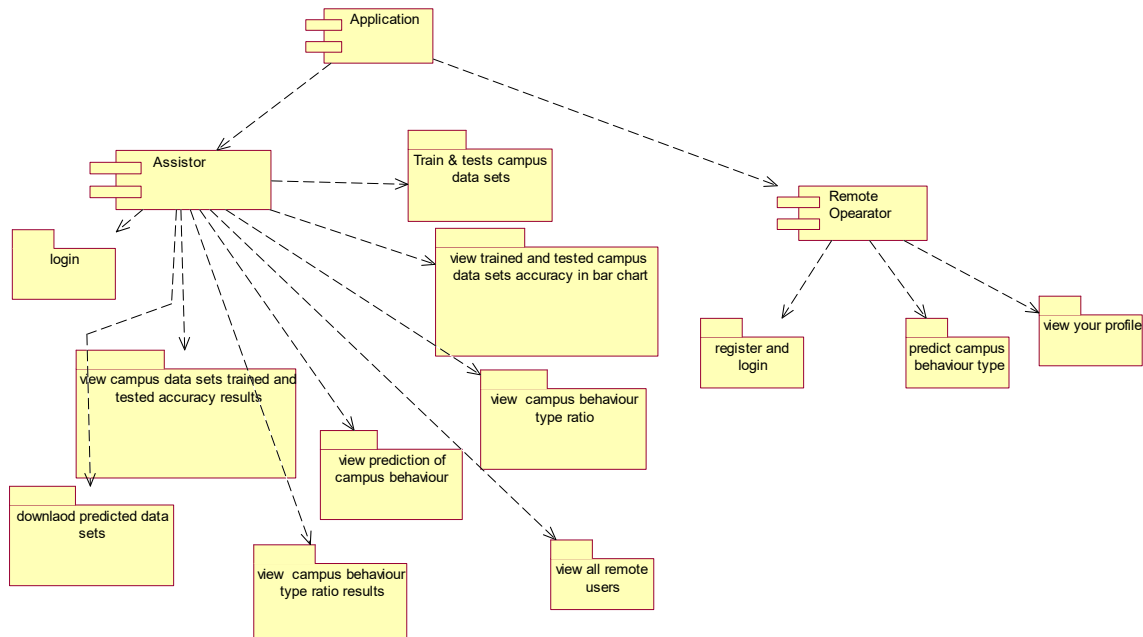 Application
Assistor
Train & tests campus
data sets
Remote
Opearator
login
view trained and tested campus
data sets accuracy in bar chart
register and
login
predict campus
behaviour type
view your profile
view campus data sets trained and
tested accuracy results
view  campus behaviour
type ratio
view prediction of
campus behaviour
downlaod predicted data
sets
view  campus behaviour
type ratio results
view all remote
users